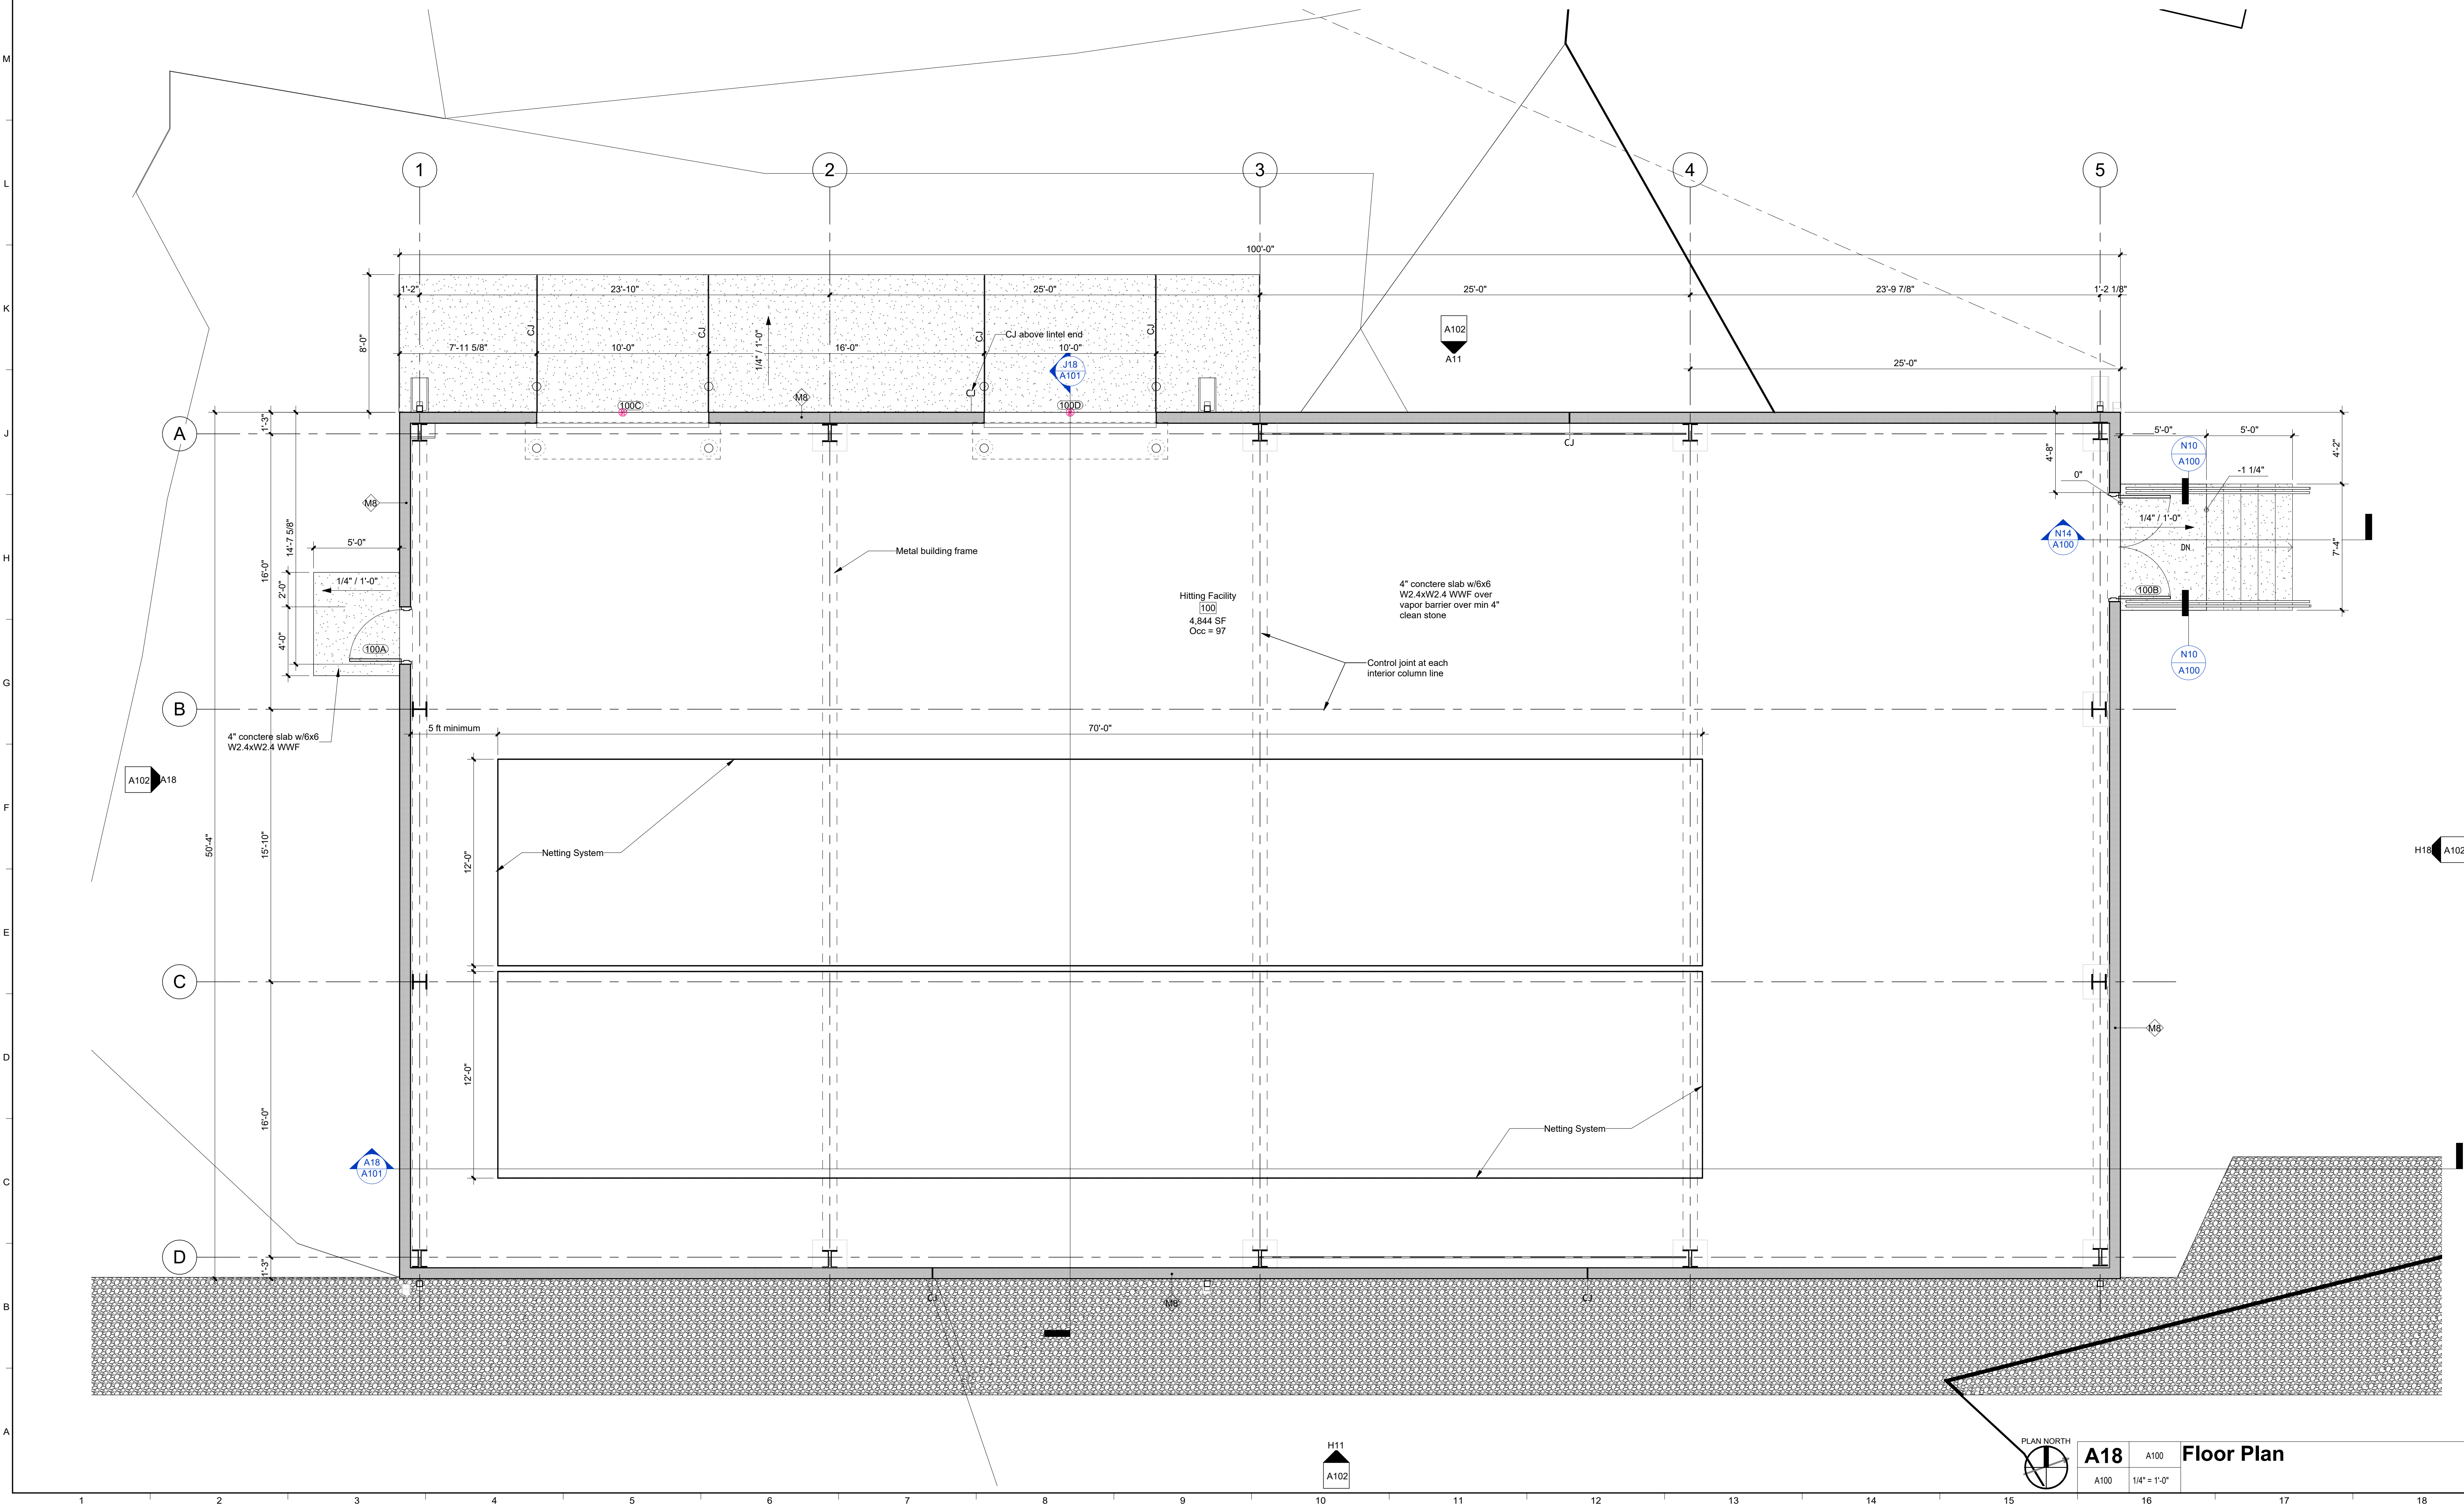 M
L
K
J
H
G
F
E
D
C
B
A
1
2
3
4
5
100'-0"
1'-2"
23'-10"
25'-0"
25'-0"
23'-9 7/8"
1'-2 1/8"
8'-0"
CJ
CJ
CJ
CJ
1/4" / 1'-0"
CJ above lintel end
7'-11 5/8"
10'-0"
16'-0"
10'-0"
A102
A11
25'-0"
J18
A101
CJ
M8
100C
100D
A
1'-3"
CJ
5'-0"
5'-0"
4'-2"
4'-8"
N10
A100
0"
-1 1/4"
M8
14'-7 5/8"
16'-0"
5'-0"
1/4" / 1'-0"
2'-0"
4'-0"
100A
Metal building frame
Hitting Facility
100
4,844 SF
Occ = 97
4" conctere slab w/6x6
W2.4xW2.4 WWF over
vapor barrier over min 4"
clean stone
1/4" / 1'-0"
N14
A100
DN
7'-4"
100B
Control joint at each
interior column line
N10
A100
B
4" conctere slab w/6x6
W2.4xW2.4 WWF
5 ft minimum
70'-0"
A102
A18
50'-4"
15'-10"
12'-0"
Netting System
H18
A102
C
M8
12'-0"
16'-0"
Netting System
A18
A101
D
1'-3"
CJ
M8
CJ
H11
A102
PLAN NORTH
A18
A100
Floor Plan
A100
1/4" = 1'-0"
1
2
3
4
5
6
7
8
9
10
11
12
13
14
15
16
17
18